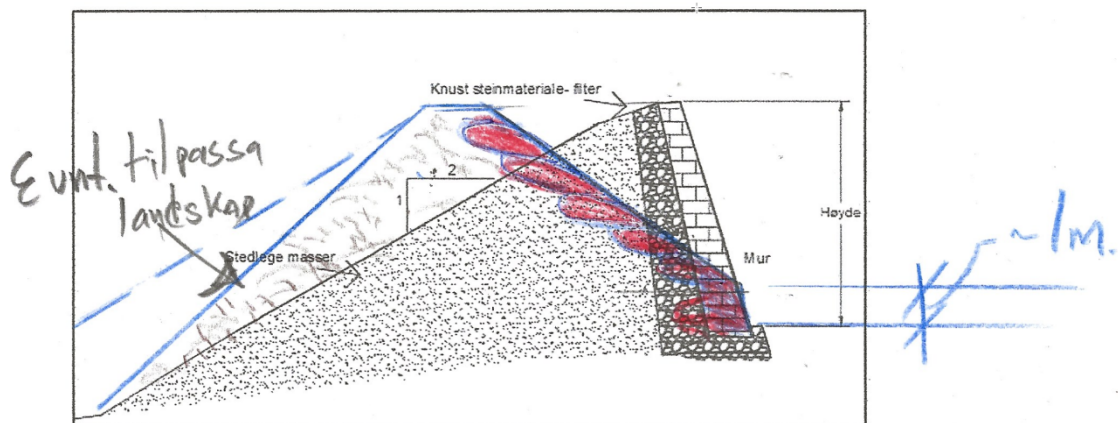 Knust steinmateriale- filter
Evnt. tilpassa
landskap
2
1
Stedlege masser
Mur
Høyde
~1m.